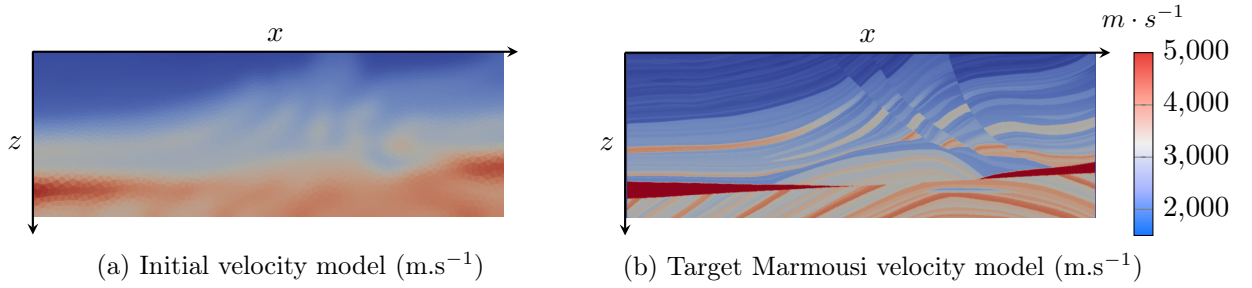 x
z
(a) Initial velocity model (m.s⁻¹)
x
z
(b) Target Marmousi velocity model (m.s⁻¹)
m · s⁻¹
5,000
4,000
3,000
2,000